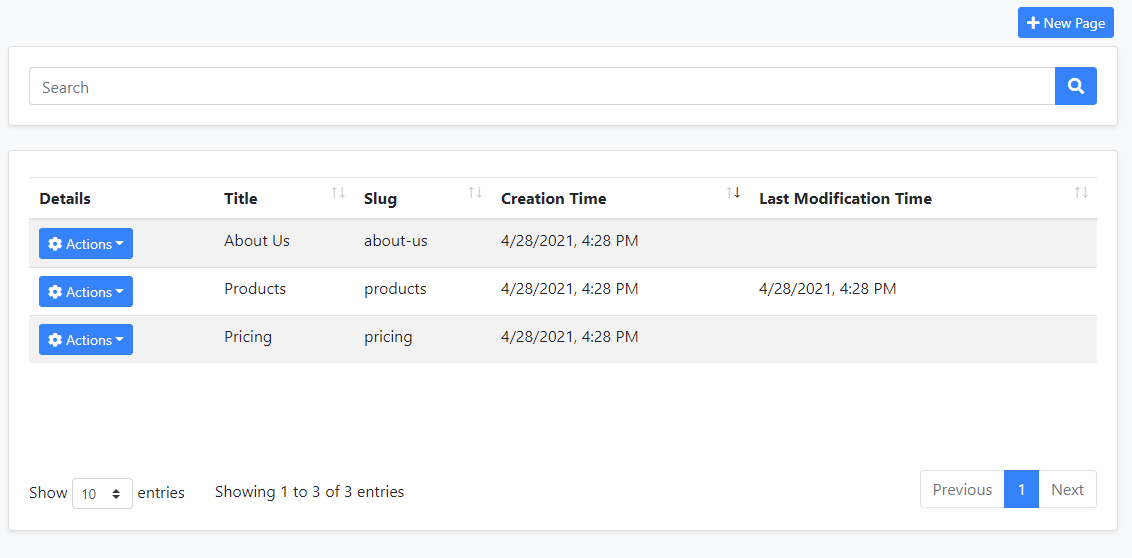 New Page
Search
Details Title Slug Creation Time Last Modification Time
Actions About Us about-us 4/28/2021, 4:28 PM
Actions Products products 4/28/2021, 4:28 PM 4/28/2021, 4:28 PM
Actions Pricing pricing 4/28/2021, 4:28 PM
Show 10 entries Showing 1 to 3 of 3 entries Previous 1 Next